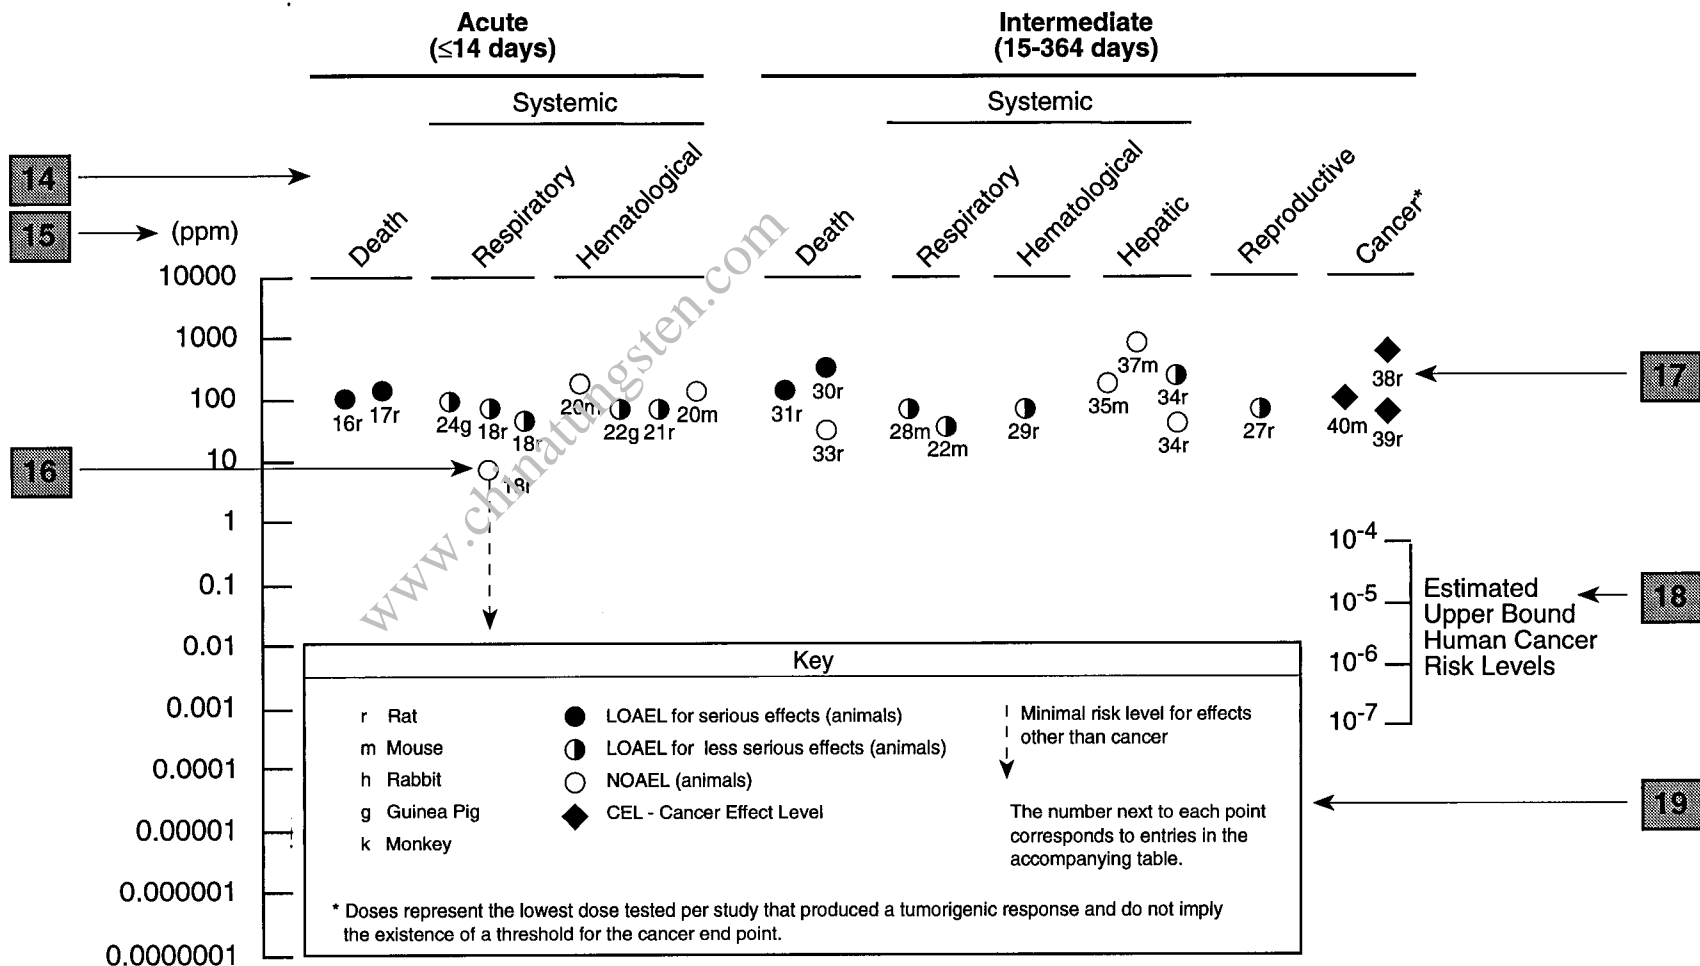 Acute
(≤14 days)
Intermediate
(15-364 days)
Systemic
Systemic
14
15
(ppm)
Death
Respiratory
Hematological
Death
Respiratory
Hematological
Hepatic
Reproductive
Cancer*
10000
1000
100
10
1
0.1
0.01
0.001
0.0001
0.00001
0.000001
0.0000001
16r
17r
24g
18r
18r
18r
20m
22g
21r
20m
31r
30r
33r
28m
22m
29r
35m
37m
34r
34r
27r
40m
38r
39r
16
17
18
19
10-4
10-5
10-6
10-7
Estimated
Upper Bound
Human Cancer
Risk Levels
Key
r Rat
m Mouse
h Rabbit
g Guinea Pig
k Monkey
LOAEL for serious effects (animals)
LOAEL for less serious effects (animals)
NOAEL (animals)
CEL - Cancer Effect Level
Minimal risk level for effects
other than cancer
The number next to each point
corresponds to entries in the
accompanying table.
* Doses represent the lowest dose tested per study that produced a tumorigenic response and do not imply
the existence of a threshold for the cancer end point.
www.chinatungsten.com